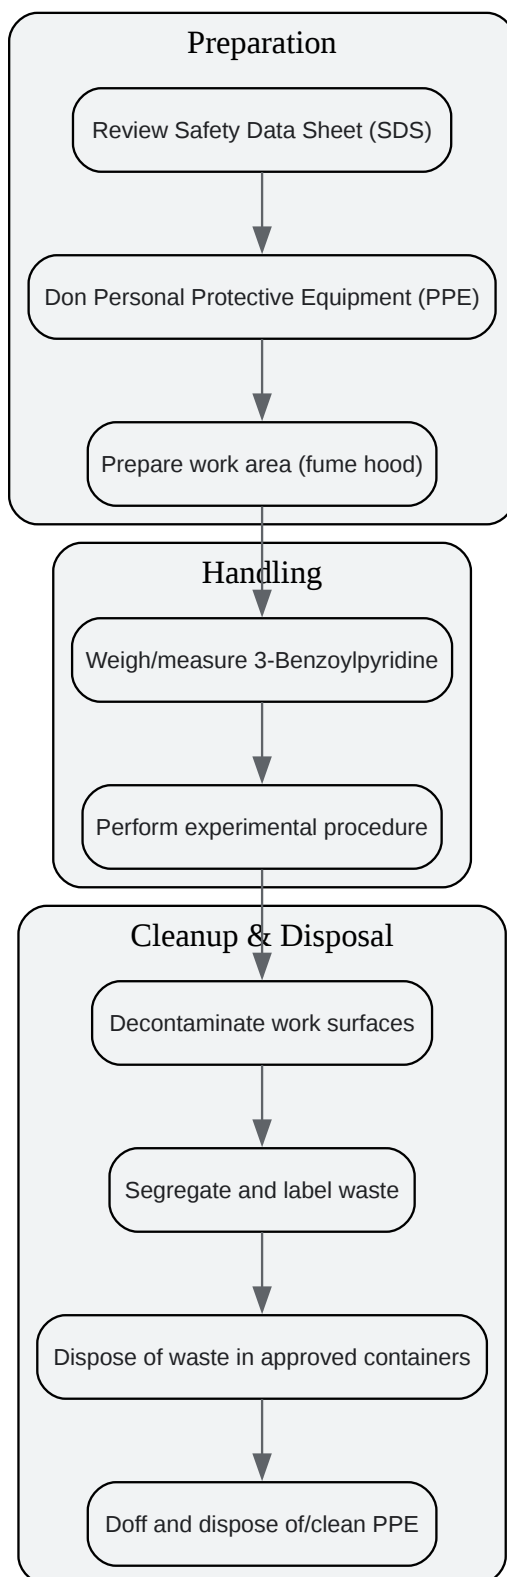 Preparation
Review Safety Data Sheet (SDS)
Don Personal Protective Equipment (PPE)
Prepare work area (fume hood)
Handling
Weigh/measure 3-Benzoylpyridine
Perform experimental procedure
Cleanup & Disposal
Decontaminate work surfaces
Segregate and label waste
Dispose of waste in approved containers
Doff and dispose of/clean PPE